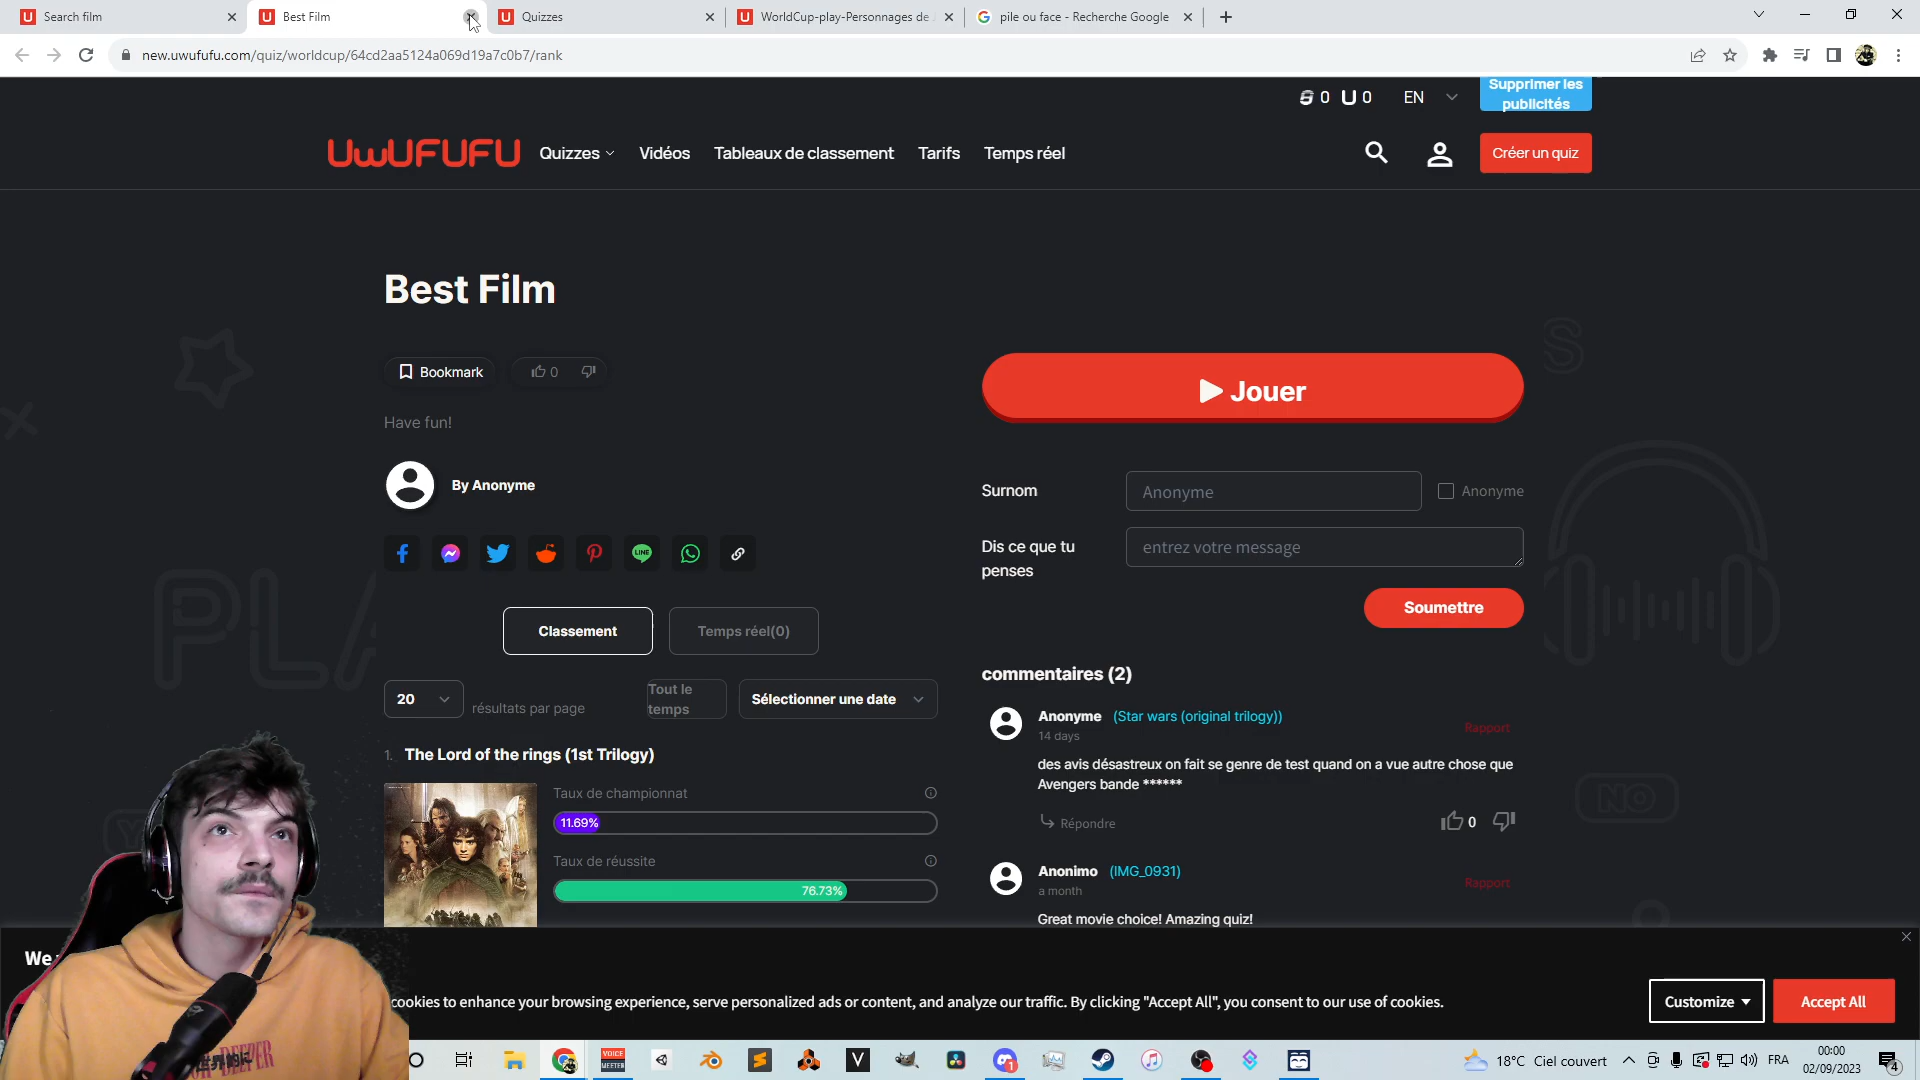 Search film
Best Film
Quizzes
WorldCup-play-Personnages de
pile ou face - Recherche Google
new.uwufufu.com/quiz/worldcup/64cd2aa5124a069d19a7c0b7/rank
0 0 EN
Supprimer les
publicités
UwUFUFU
Quizzes
Vidéos
Tableaux de classement
Tarifs
Temps réel
Créer un quiz
Best Film
Bookmark
0
Have fun!
By Anonyme
Classement
Temps réel(0)
20
résultats par page
Tout le
temps
Sélectionner une date
1. The Lord of the rings (1st Trilogy)
Taux de championnat
11.69%
Taux de réussite
76.73%
Jouer
Surnom
Anonyme
Anonyme
Dis ce que tu
penses
entrez votre message
Soumettre
commentaires (2)
Anonyme (Star wars (original trilogy))
14 days
Rapport
des avis désastreux on fait se genre de test quand on a vue autre chose que
Avengers bande ******
Répondre
0
Anonimo (IMG_0931)
a month
Rapport
Great movie choice! Amazing quiz!
We
cookies to enhance your browsing experience, serve personalized ads or content, and analyze our traffic. By clicking "Accept All", you consent to our use of cookies.
Customize
Accept All
VOICE
MEETER
18°C Ciel couvert
FRA
00:00
02/09/2023
4